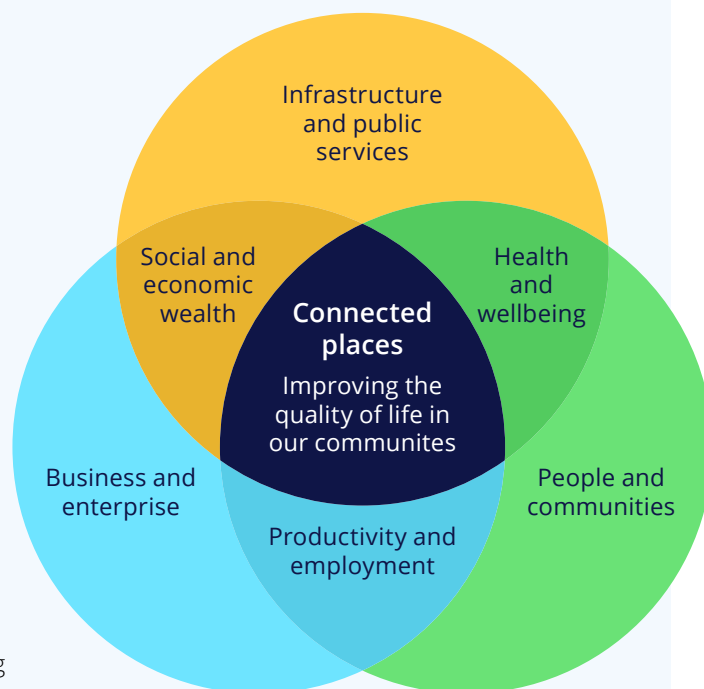 Infrastructure
and public
services
Social and
economic
wealth
Health
and
wellbeing
Connected
places
Improving the
quality of life in
our communites
Business and
enterprise
People and
communities
Productivity and
employment
g